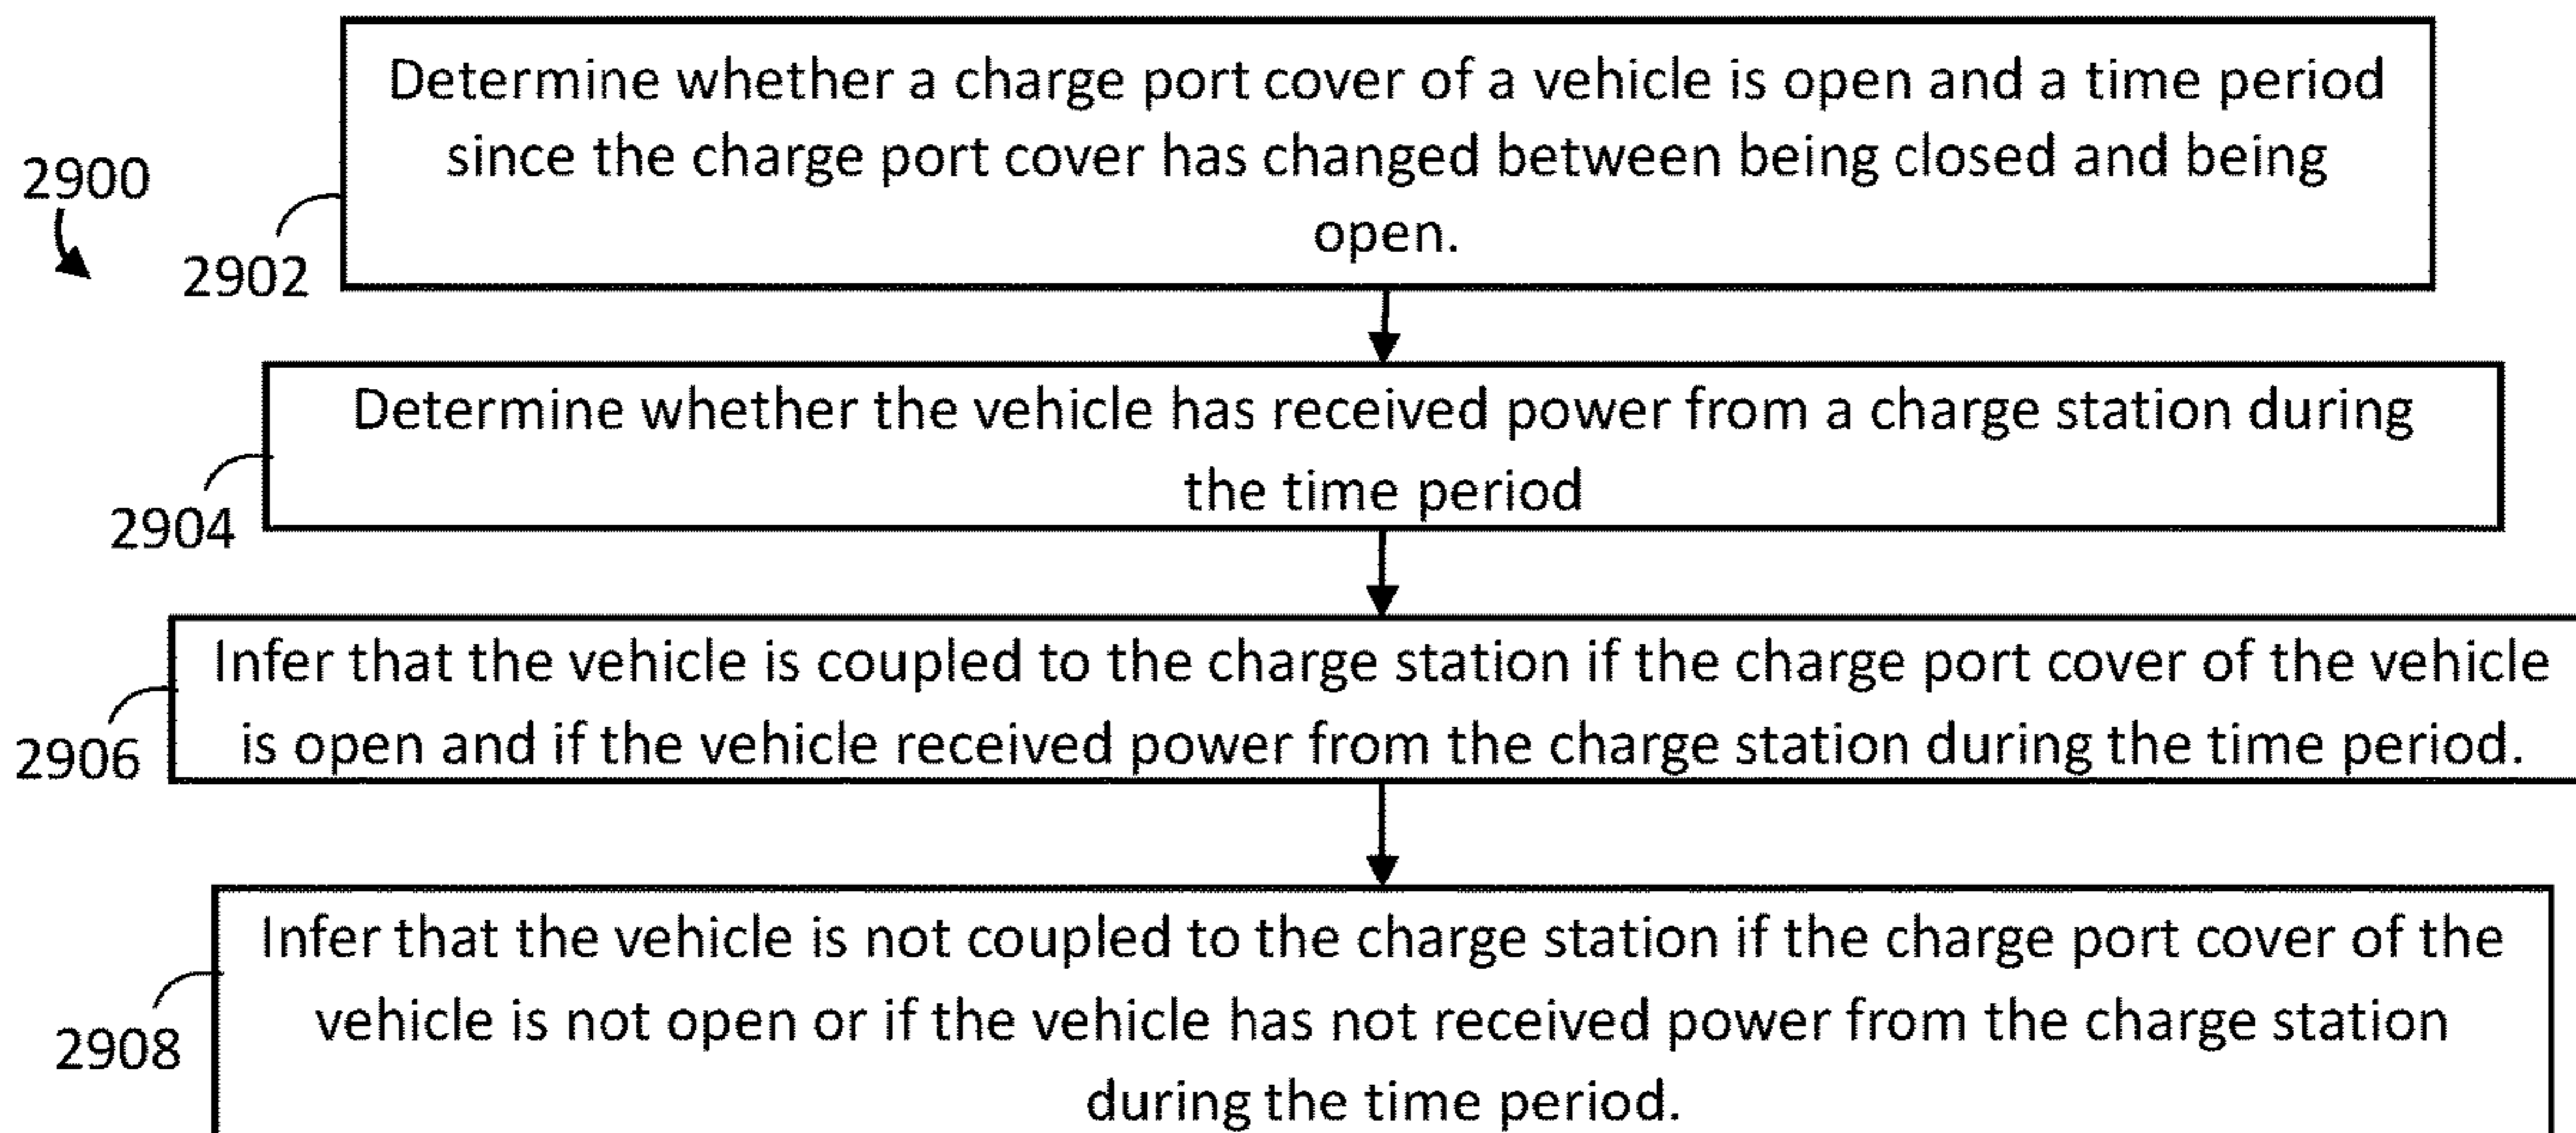 2900
Determine whether a charge port cover of a vehicle is open and a time period
since the charge port cover has changed between being closed and being
open.
2902
Determine whether the vehicle has received power from a charge station during
the time period
2904
Infer that the vehicle is coupled to the charge station if the charge port cover of the vehicle
is open and if the vehicle received power from the charge station during the time period.
2906
Infer that the vehicle is not coupled to the charge station if the charge port cover of the
vehicle is not open or if the vehicle has not received power from the charge station
during the time period.
2908